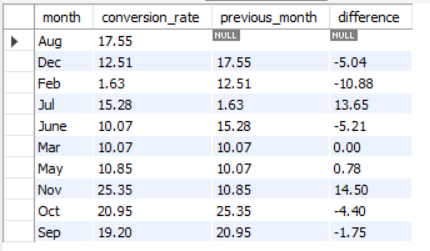 month conversion_rate previous_month difference
Aug 17.55 NULL NULL
Dec 12.51 17.55 -5.04
Feb 1.63 12.51 -10.88
Jul 15.28 1.63 13.65
June 10.07 15.28 -5.21
Mar 10.07 10.07 0.00
May 10.85 10.07 0.78
Nov 25.35 10.85 14.50
Oct 20.95 25.35 -4.40
Sep 19.20 20.95 -1.75